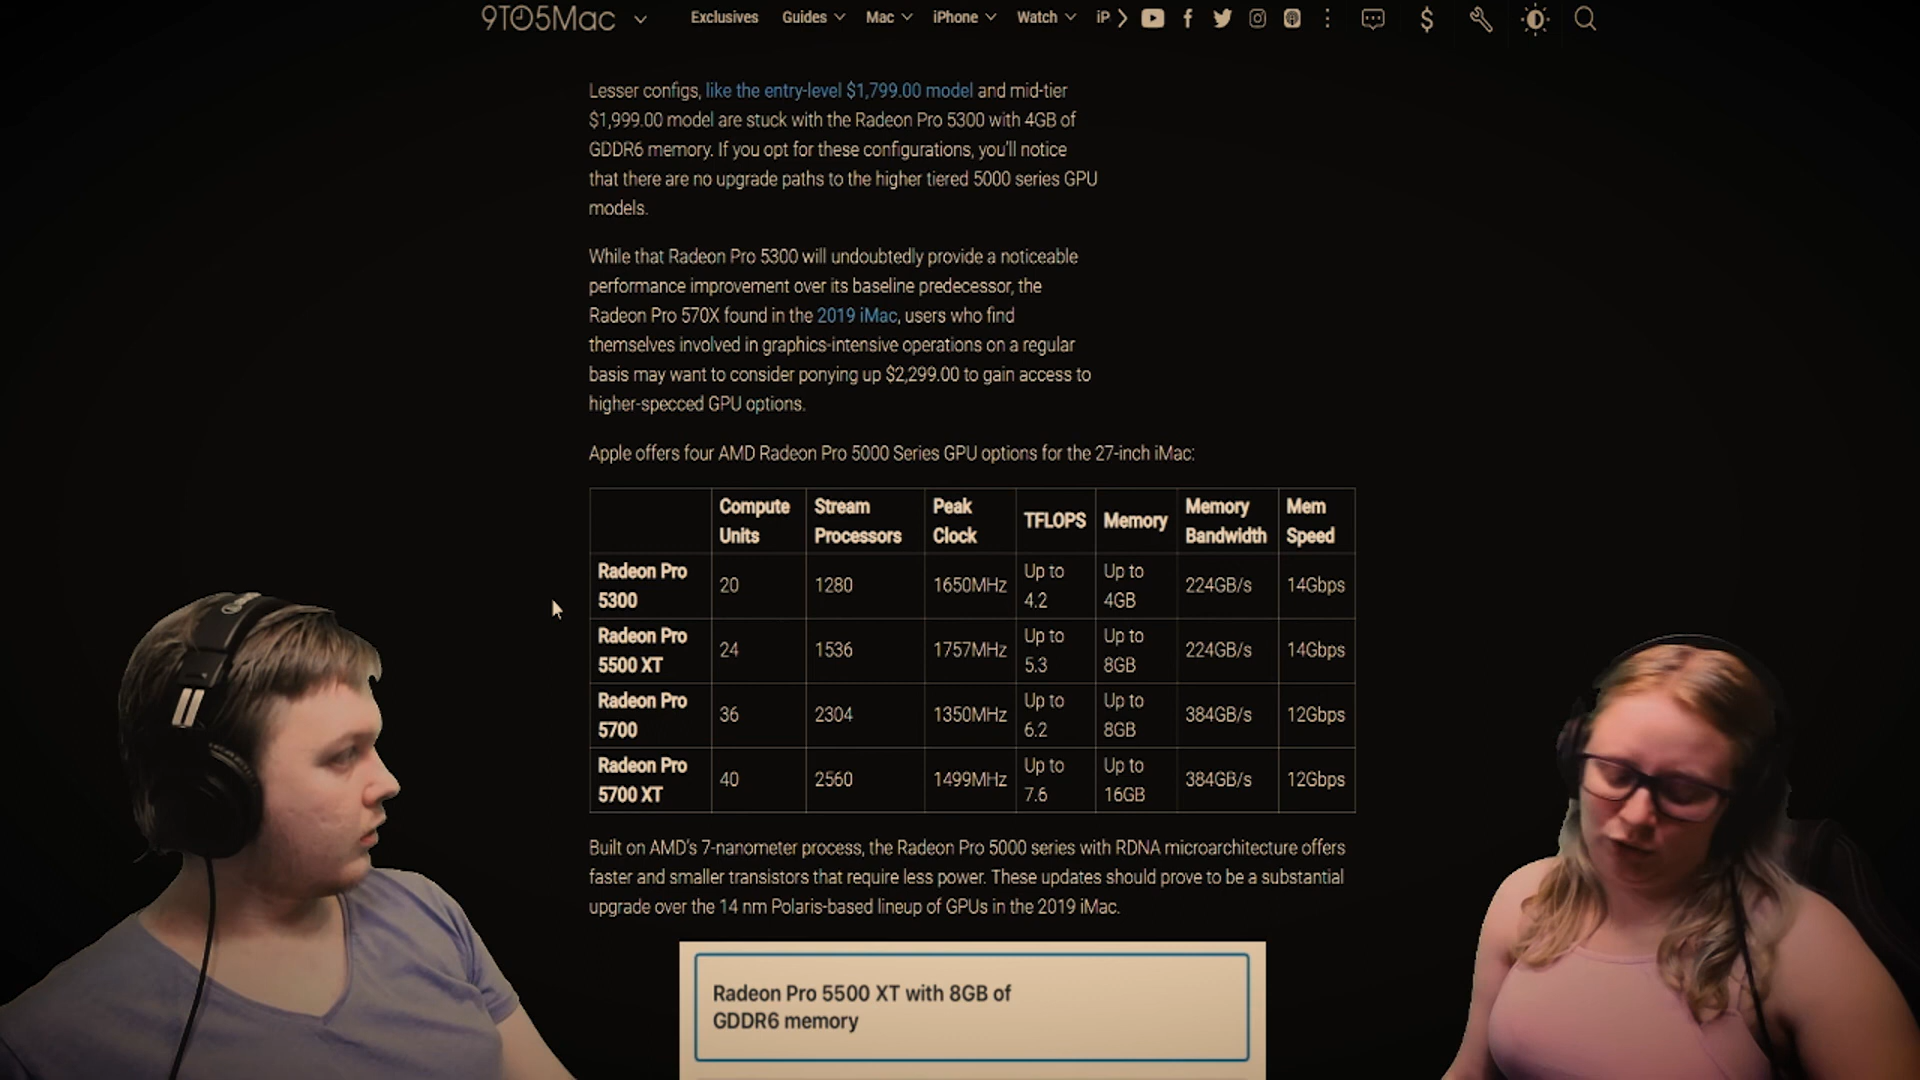 9TO5Mac
Exclusives Guides Mac iPhone Watch iP
Lesser configs, like the entry-level $1,799.00 model and mid-tier
$1,999.00 model are stuck with the Radeon Pro 5300 with 4GB of
GDDR6 memory. If you opt for these configurations, you'll notice
that there are no upgrade paths to the higher tiered 5000 series GPU
models.
While that Radeon Pro 5300 will undoubtedly provide a noticeable
performance improvement over its baseline predecessor, the
Radeon Pro 570X found in the 2019 iMac, users who find
themselves involved in graphics-intensive operations on a regular
basis may want to consider ponying up $2,299.00 to gain access to
higher-specced GPU options.
Apple offers four AMD Radeon Pro 5000 Series GPU options for the 27-inch iMac:
Compute Units Stream Processors Peak Clock TFLOPS Memory Memory Bandwidth Mem Speed
Radeon Pro 5300 20 1280 1650MHz Up to 4.2 Up to 4GB 224GB/s 14Gbps
Radeon Pro 5500 XT 24 1536 1757MHz Up to 5.3 Up to 8GB 224GB/s 14Gbps
Radeon Pro 5700 36 2304 1350MHz Up to 6.2 Up to 8GB 384GB/s 12Gbps
Radeon Pro 5700 XT 40 2560 1499MHz Up to 7.6 Up to 16GB 384GB/s 12Gbps
Built on AMD's 7-nanometer process, the Radeon Pro 5000 series with RDNA microarchitecture offers
faster and smaller transistors that require less power. These updates should prove to be a substantial
upgrade over the 14 nm Polaris-based lineup of GPUs in the 2019 iMac.
Radeon Pro 5500 XT with 8GB of
GDDR6 memory